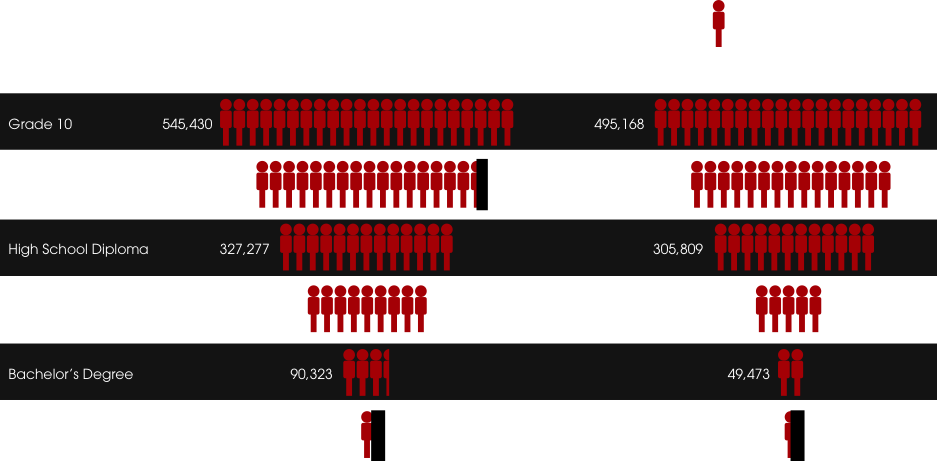 Grade 10 545,430 495,168
High School Diploma 327,277 305,809
Bachelor's Degree 90,323 49,473